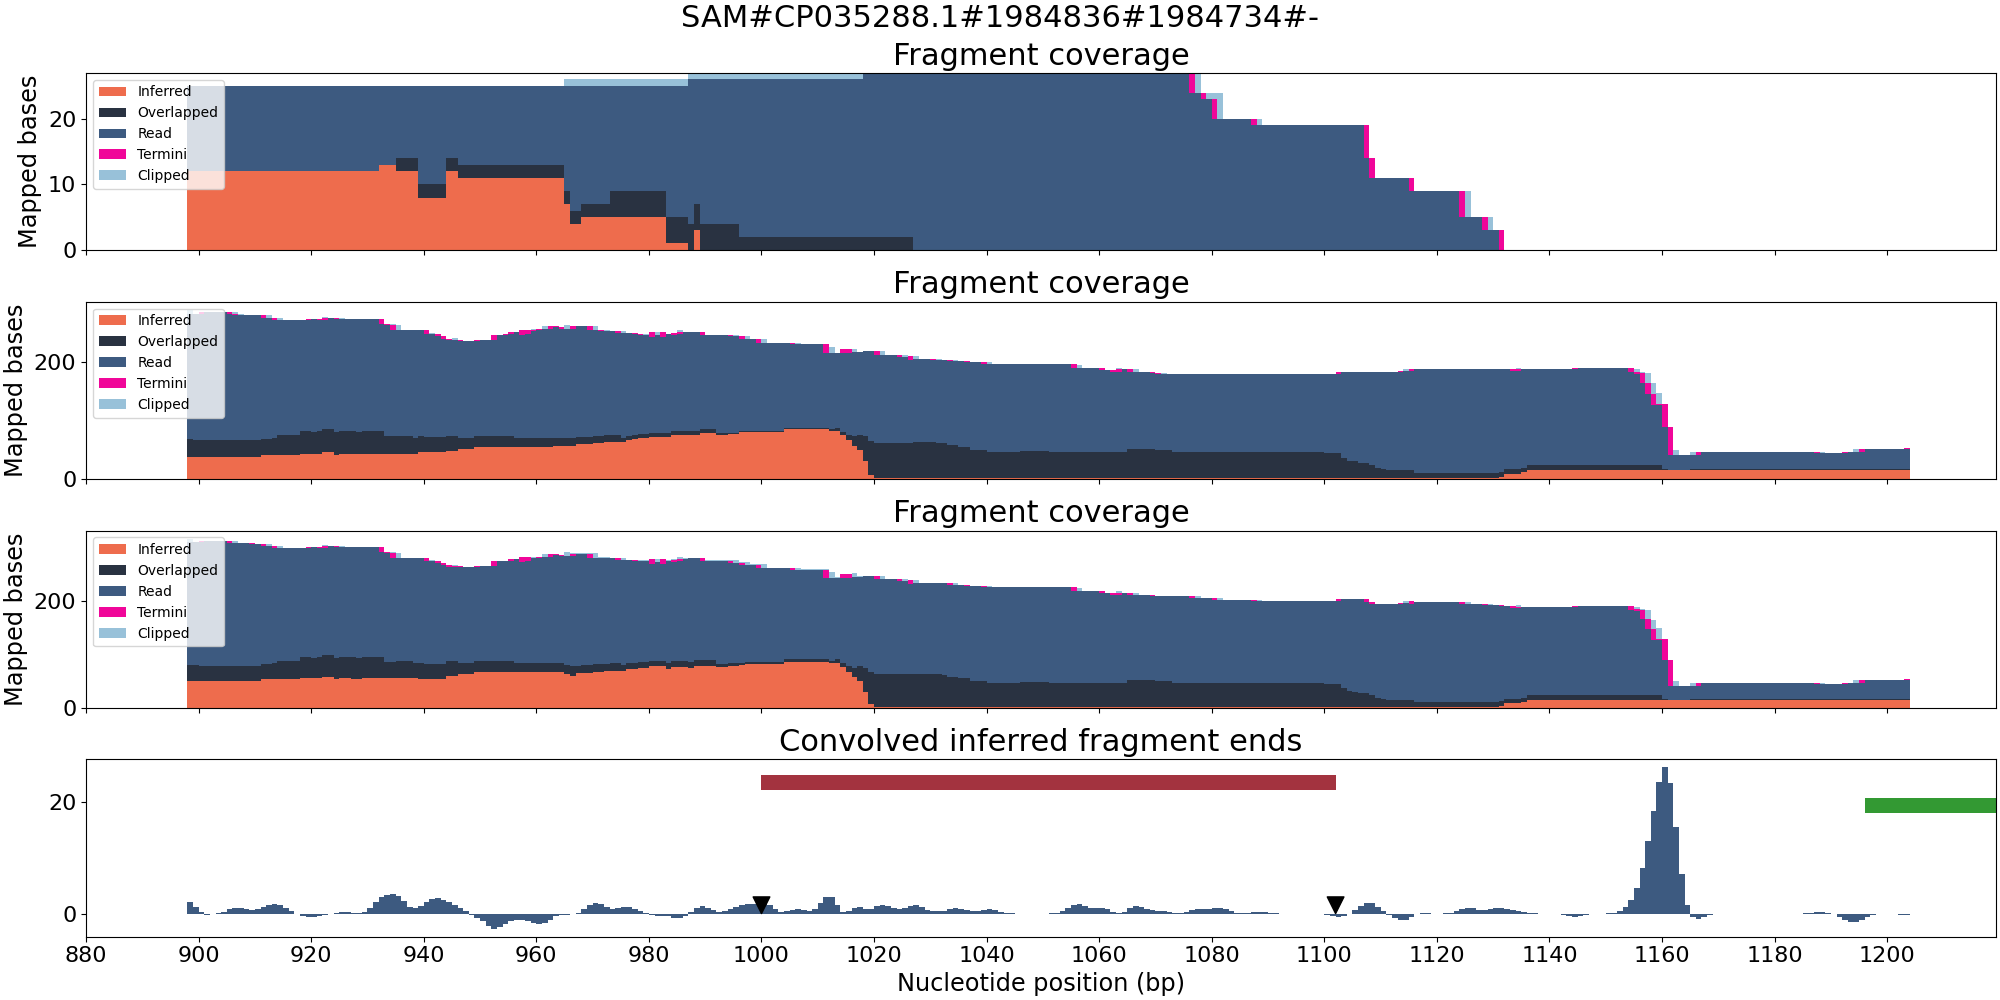 SAM#CP035288.1#1984836#1984734#-
Fragment coverage
Mapped bases
20
10
0
Inferred
Overlapped
Read
Termini
Clipped
Fragment coverage
Mapped bases
200
0
Inferred
Overlapped
Read
Termini
Clipped
Fragment coverage
Mapped bases
200
0
Inferred
Overlapped
Read
Termini
Clipped
Convolved inferred fragment ends
20
0
880 900 920 940 960 980 1000 1020 1040 1060 1080 1100 1120 1140 1160 1180 1200
Nucleotide position (bp)